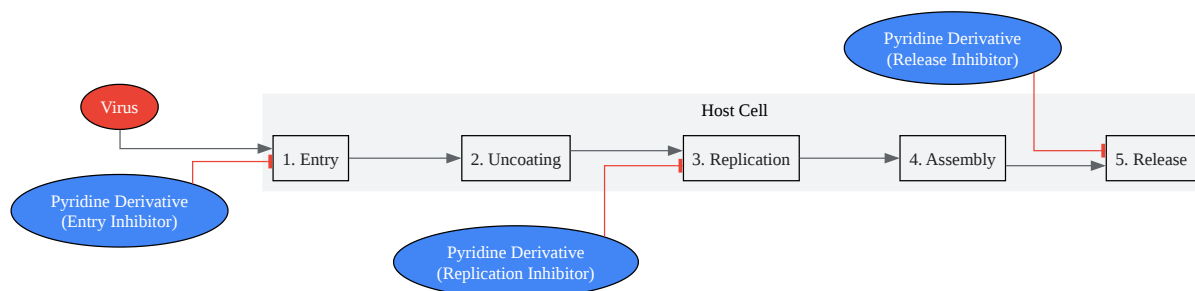 Pyridine Derivative
(Release Inhibitor)
Virus
Host Cell
1. Entry
2. Uncoating
3. Replication
4. Assembly
5. Release
Pyridine Derivative
(Entry Inhibitor)
Pyridine Derivative
(Replication Inhibitor)